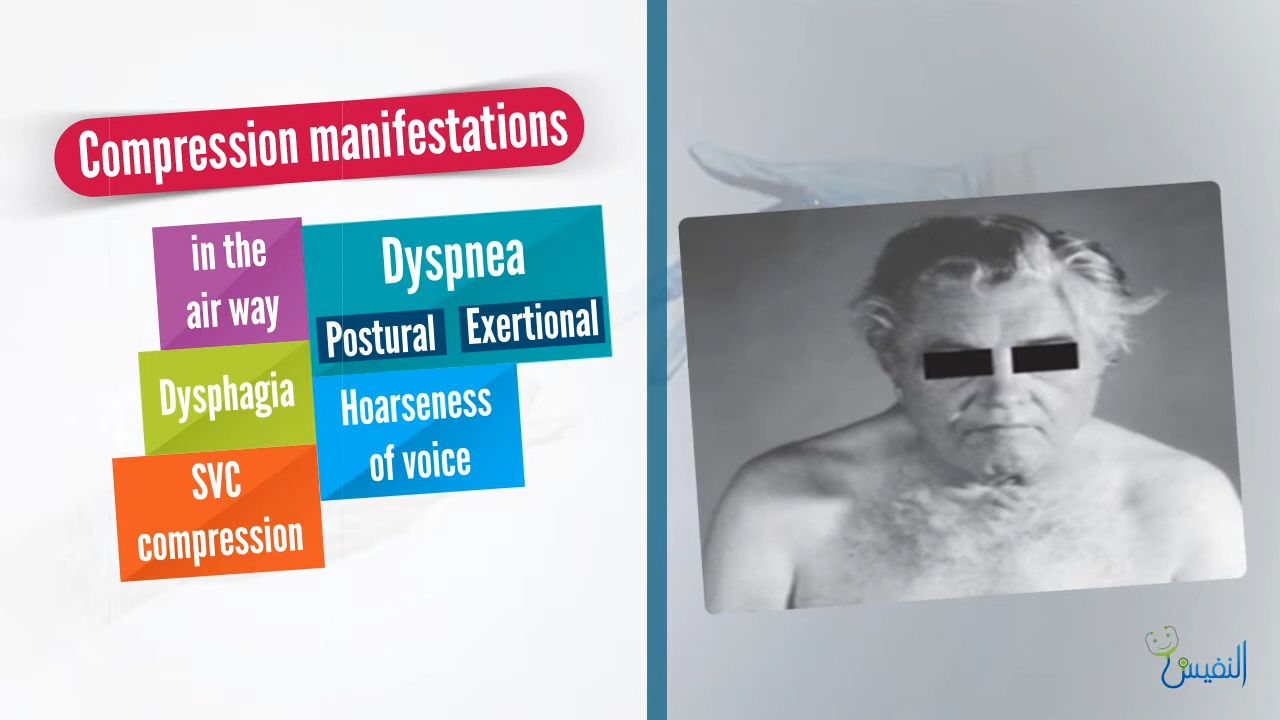 Compression manifestations
in the
air way
Dyspnea
Postural
Exertional
Dysphagia
Hoarseness
of voice
SVC
compression
النفيس